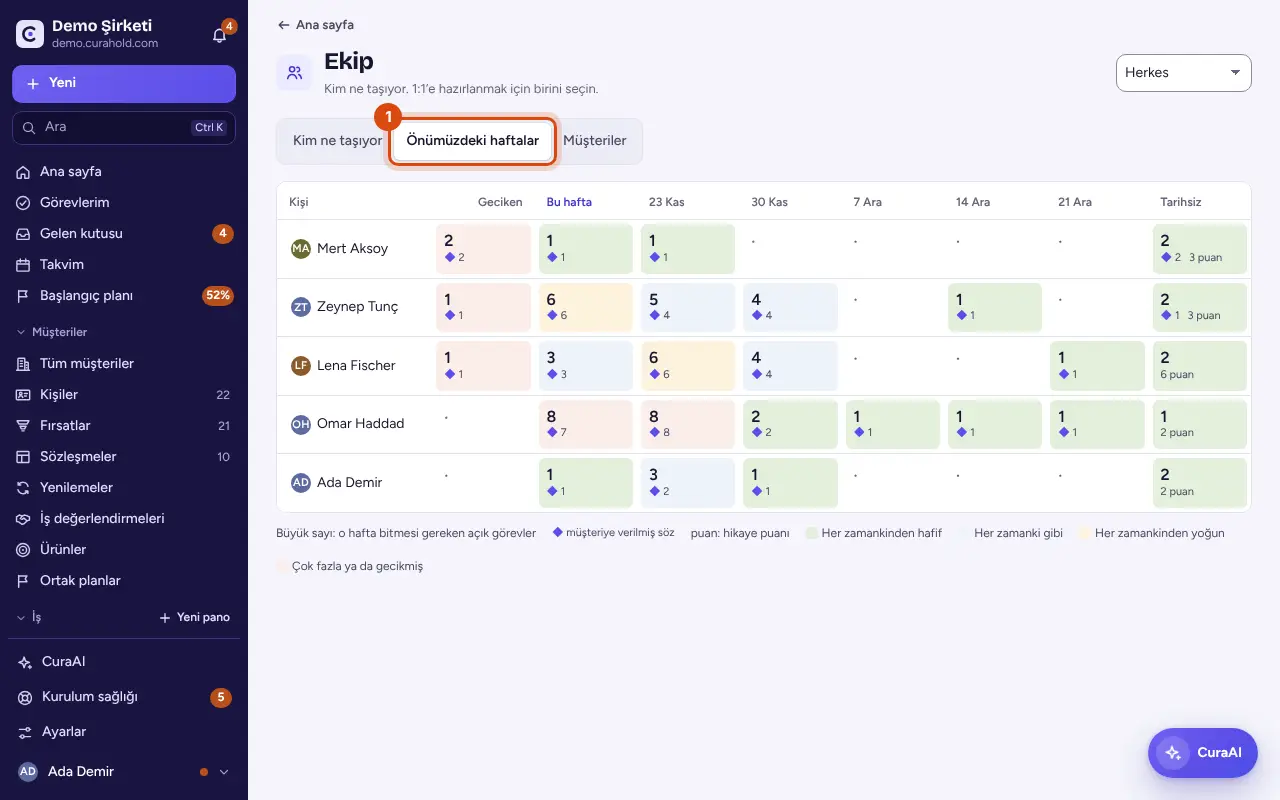 Demo Şirketi
demo.curahold.com
4
Yeni
Ara
Ctrl K
Ana sayfa
Görevlerim
Gelen kutusu 4
Takvim
Başlangıç planı 52%
Müşteriler
Tüm müşteriler
Kişiler 22
Fırsatlar 21
Sözleşmeler 10
Yenilemeler
İş değerlendirmeleri
Ürünler
Ortak planlar
İş + Yeni pano
CuraAI
Kurulum sağlığı 5
Ayarlar
AD Ada Demir
← Ana sayfa
Ekip
Kim ne taşıyor. 1:1'e hazırlanmak için birini seçin.
Herkes
1
Kim ne taşıyor Önümüzdeki haftalar Müşteriler
Kişi Geciken Bu hafta 23 Kas 30 Kas 7 Ara 14 Ara 21 Ara Tarihsiz
MA Mert Aksoy 2 1 1 · · · · 2
2 1 1 2 3 puan
ZT Zeynep Tunç 1 6 5 4 · 1 · 2
1 6 4 4 1 1 3 puan
LF Lena Fischer 1 3 6 4 · · 1 2
1 3 6 4 1 6 puan
OH Omar Haddad · 8 8 2 1 1 1 1
7 8 2 1 1 1 2 puan
AD Ada Demir · 1 3 1 · · · 2
1 2 1 2 puan
Büyük sayı: o hafta bitmesi gereken açık görevler müşteriye verilmiş söz puan: hikaye puanı Her zamankinden hafif Her zamanki gibi Her zamankinden yoğun
Çok fazla ya da gecikmiş
CuraAI